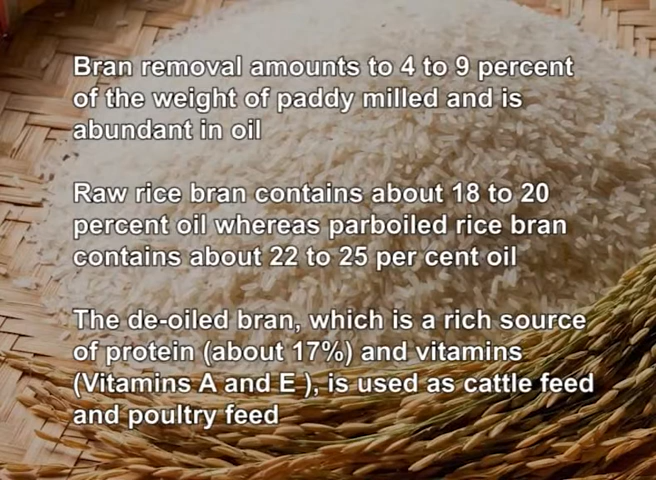 Bran removal amounts to 4 to 9 percent
of the weight of paddy milled and is
abundant in oil
Raw rice bran contains about 18 to 20
percent oil whereas parboiled rice bran
contains about 22 to 25 per cent oil
The de-oiled bran, which is a rich source
of protein (about 17%) and vitamins
(Vitamins A and E ), is used as cattle feed
and poultry feed